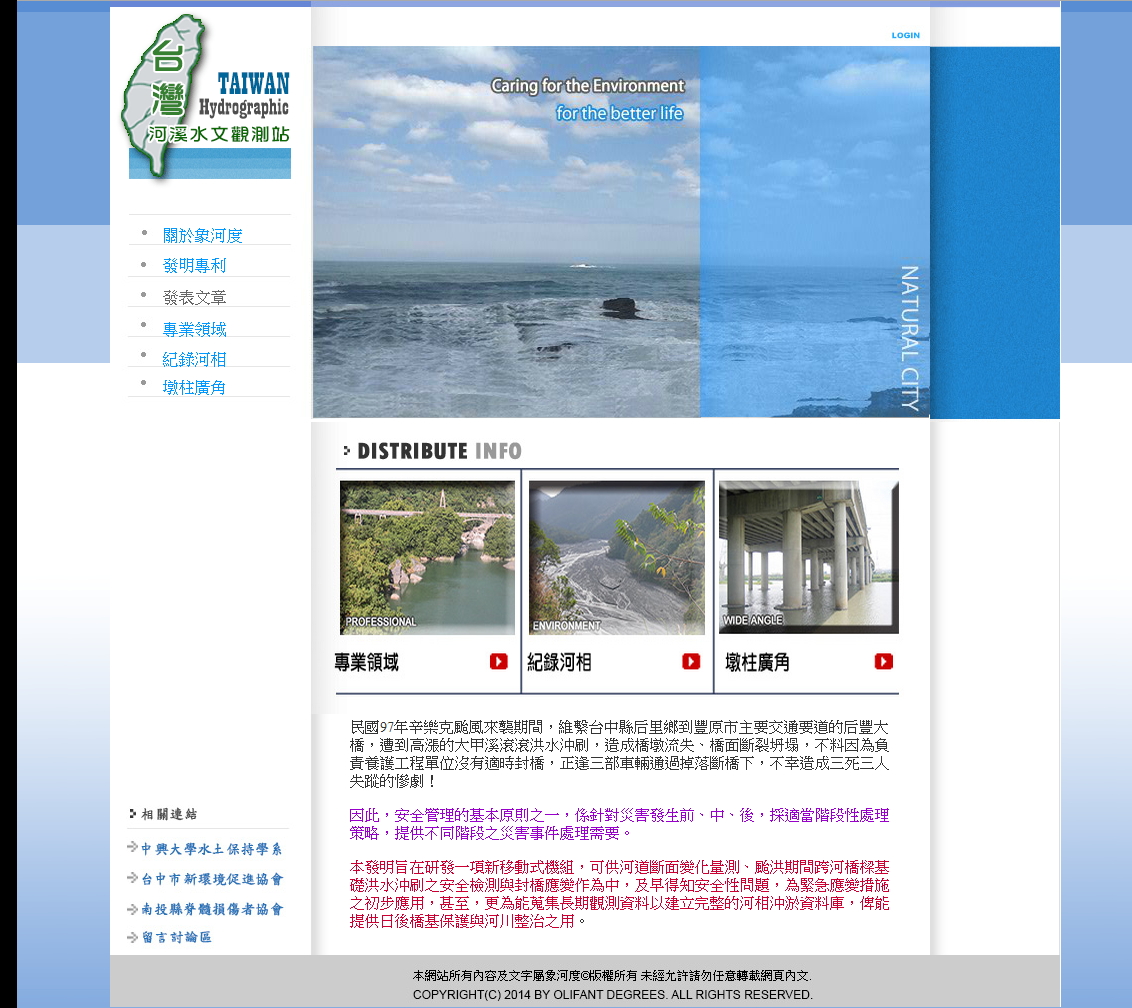 LOGIN
台灣
TAIWAN
Hydrographic
河溪水文觀測站
Caring for the Environment
for the better life
NATURAL CITY
關於象河度
發明專利
發表文章
專業領域
紀錄河相
墩柱廣角
DISTRIBUTE INFO
PROFESSIONAL
ENVIRONMENT
WIDE ANGLE
專業領域
紀錄河相
墩柱廣角
民國97年辛樂克颱風來襲期間，維繫台中縣后里鄉到豐原市主要交通要道的后豐大
橋，遭到高漲的大甲溪滾滾洪水沖刷，造成橋墩流失、橋面斷裂坍塌，不料因為負
責養護工程單位沒有適時封橋，正逢三部車輛通過掉落斷橋下，不幸造成三死三人
失蹤的慘劇！
因此，安全管理的基本原則之一，係針對災害發生前、中、後，採適當階段性處理
策略，提供不同階段之災害事件處理需要。
本發明旨在研發一項新移動式機組，可供河道斷面變化量測、颱洪期間跨河橋樑基
礎洪水沖刷之安全檢測與封橋應變作為中，及早得知安全性問題，為緊急應變措施
之初步應用，甚至，更為能蒐集長期觀測資料以建立完整的河相沖淤資料庫，俾能
提供日後橋基保護與河川整治之用。
相關連結
中興大學水土保持學系
台中市新環境促進協會
南投縣脊髓損傷者協會
留言討論區
本網站所有內容及文字屬象河度©版權所有 未經允許請勿任意轉載網頁內文.
COPYRIGHT(C) 2014 BY OLIFANT DEGREES. ALL RIGHTS RESERVED.